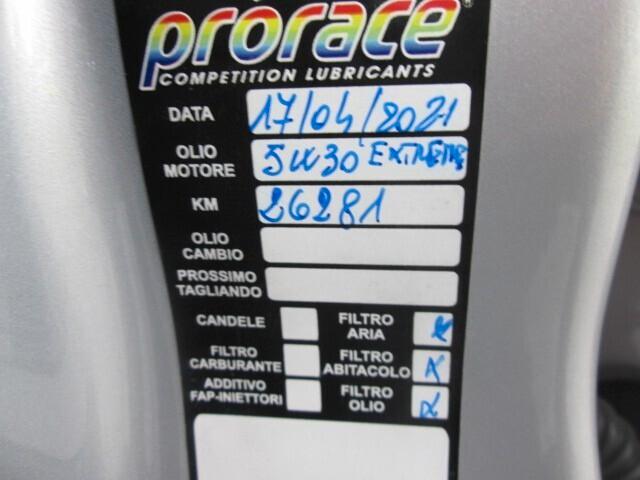 prorace
COMPETITION LUBRICANTS
DATA 17/04/2021
OLIO MOTORE 5W30 EXTREME
KM 26281
OLIO CAMBIO
PROSSIMO TAGLIANDO
CANDELE FILTRO ARIA X
FILTRO CARBURANTE FILTRO ABITACOLO X
ADDITIVO FAP-INIETTORI FILTRO OLIO X